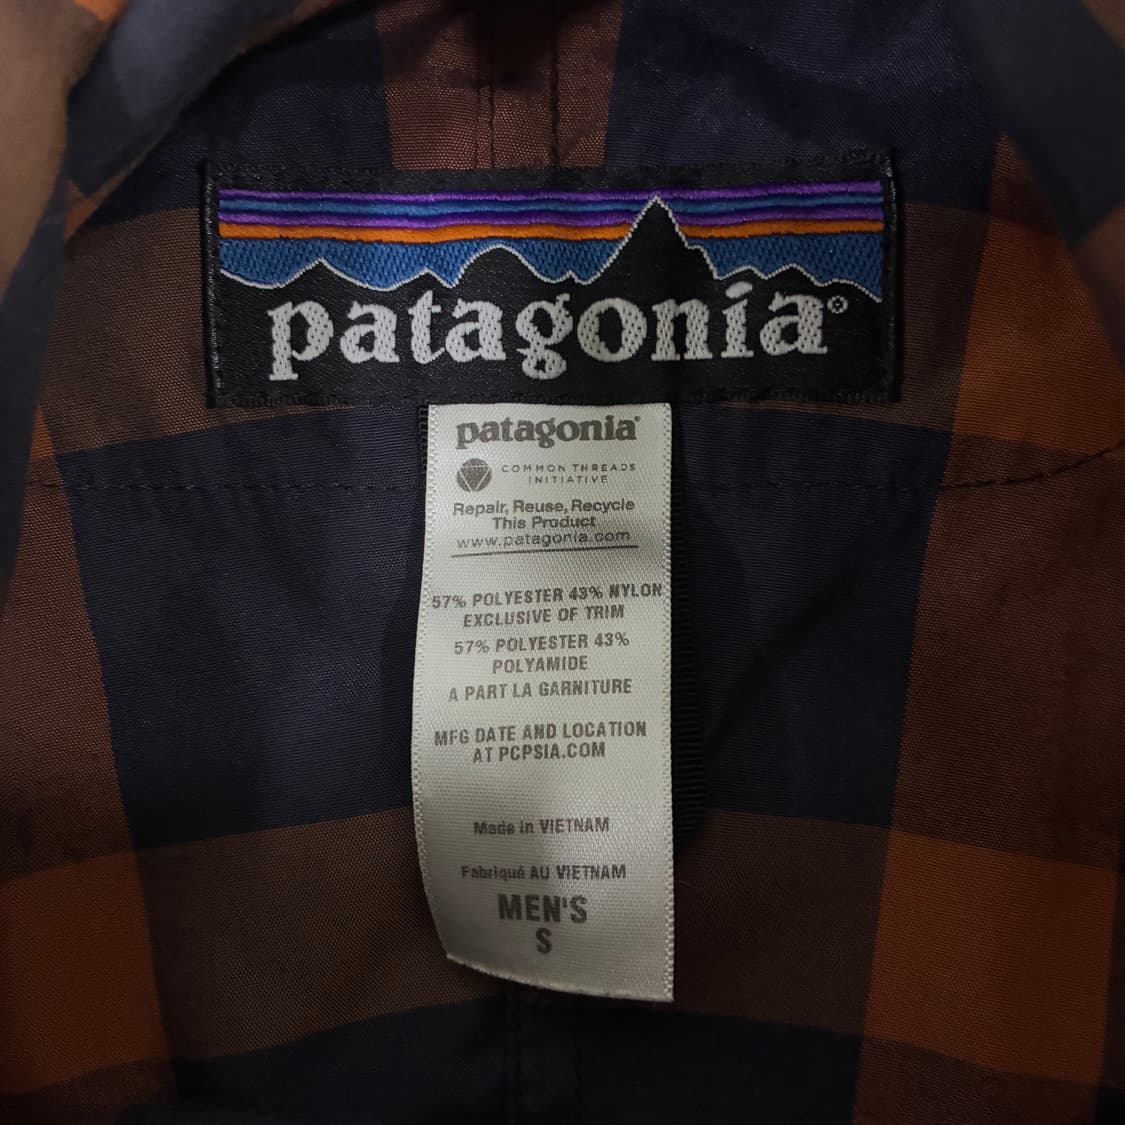 patagonia®
patagonia®
COMMON THREADS
INITIATIVE
Repair, Reuse, Recycle
This Product
www.patagonia.com
57% POLYESTER 43% NYLON
EXCLUSIVE OF TRIM
57% POLYESTER 43%
POLYAMIDE
A PART LA GARNITURE
MFG DATE AND LOCATION
AT PCPSIA.COM
Made in VIETNAM
Fabriqué AU VIETNAM
MEN'S
S